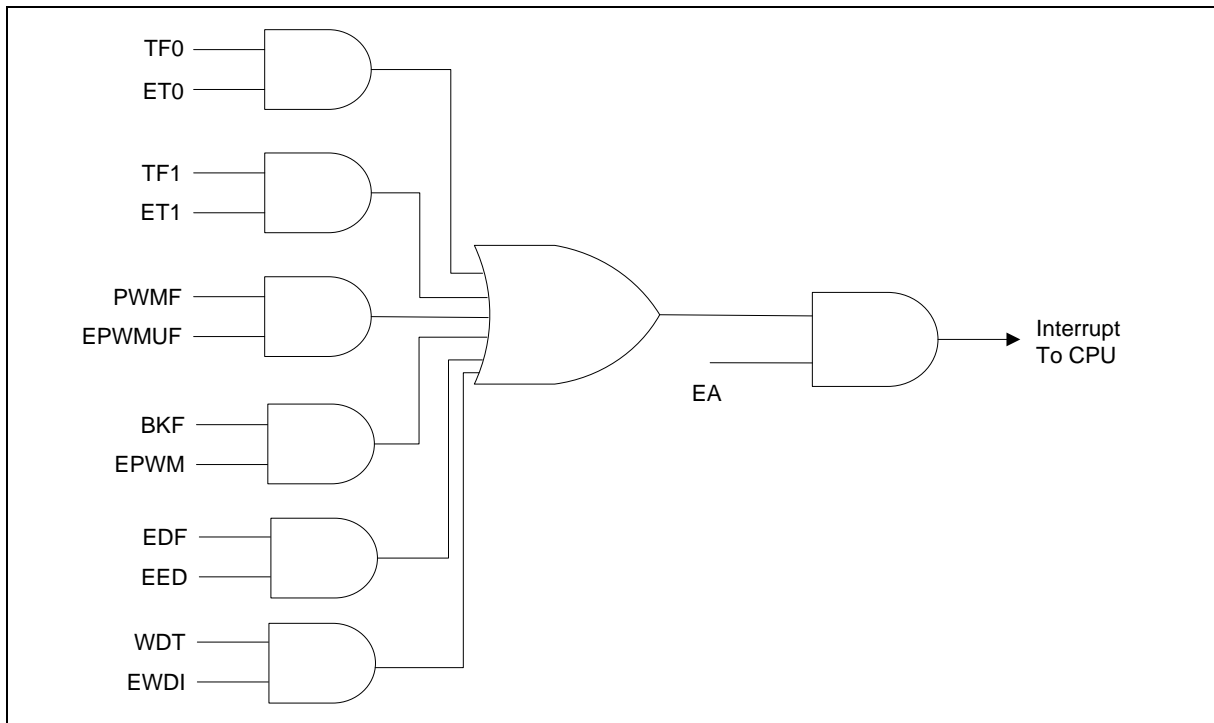 TF0
ET0
TF1
ET1
PWMF
EPWMUF
BKF
EPWM
EDF
EED
WDT
EWDI
EA
Interrupt
To CPU